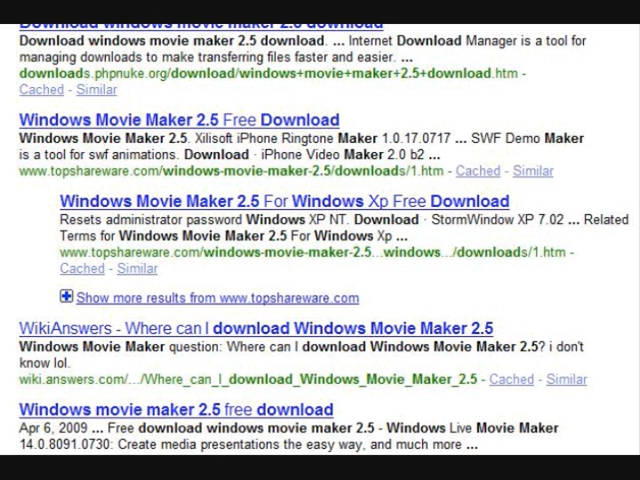 Download windows movie maker 2.5 download
Download windows movie maker 2.5 download. ... Internet Download Manager is a tool for
managing downloads to make transferring files faster and easier. ...
downloads.phpnuke.org/download/windows+movie+maker+2.5+download.htm -
Cached - Similar
Windows Movie Maker 2.5 Free Download
Windows Movie Maker 2.5. Xilisoft iPhone Ringtone Maker 1.0.17.0717 ... SWF Demo Maker
is a tool for swf animations. Download · iPhone Video Maker 2.0 b2 ...
www.topshareware.com/windows-movie-maker-2.5/downloads/1.htm - Cached - Similar
Windows Movie Maker 2.5 For Windows Xp Free Download
Resets administrator password Windows XP NT. Download · StormWindow XP 7.02 ... Related
Terms for Windows Movie Maker 2.5 For Windows Xp ...
www.topshareware.com/windows-movie-maker-2.5...windows.../downloads/1.htm -
Cached - Similar
Show more results from www.topshareware.com
WikiAnswers - Where can I download Windows Movie Maker 2.5
Windows Movie Maker question: Where can I download Windows Movie Maker 2.5? i don't
know lol.
wiki.answers.com/.../Where_can_I_download_Windows_Movie_Maker_2.5 - Cached - Similar
Windows movie maker 2.5 free download
Apr 6, 2009 ... Free download windows movie maker 2.5 - Windows Live Movie Maker
14.0.8091.0730: Create media presentations the easy way, and much more ...